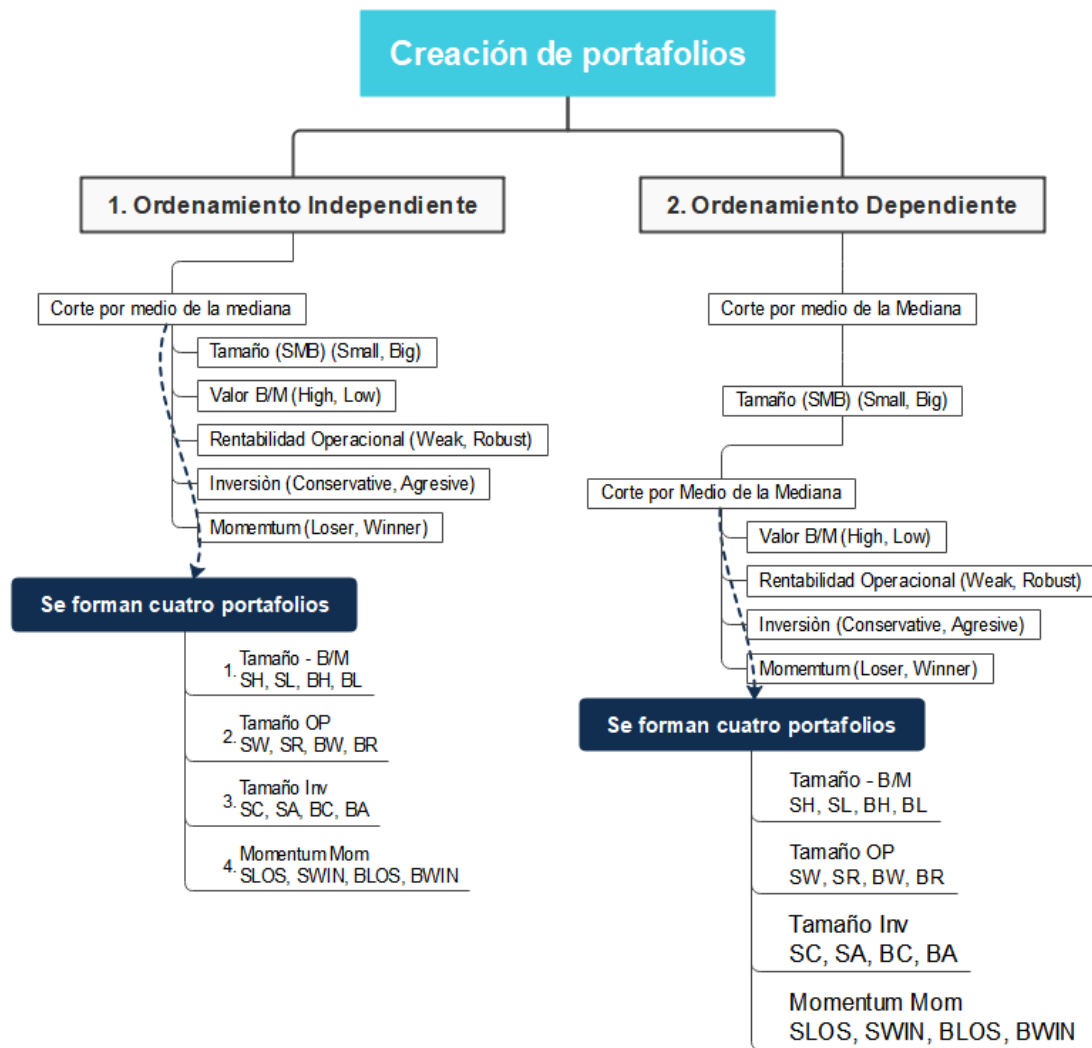 Creación de portafolios
1. Ordenamiento Independiente
Corte por medio de la mediana
Tamaño (SMB) (Small, Big)
Valor B/M (High, Low)
Rentabilidad Operacional (Weak, Robust)
Inversiòn (Conservative, Agresive)
Momemtum (Loser, Winner)
Se forman cuatro portafolios
1. Tamaño - B/M
SH, SL, BH, BL
2. Tamaño OP
SW, SR, BW, BR
3. Tamaño Inv
SC, SA, BC, BA
4. Momentum Mom
SLOS, SWIN, BLOS, BWIN
2. Ordenamiento Dependiente
Corte por medio de la Mediana
Tamaño (SMB) (Small, Big)
Corte por Medio de la Mediana
Valor B/M (High, Low)
Rentabilidad Operacional (Weak, Robust)
Inversiòn (Conservative, Agresive)
Momemtum (Loser, Winner)
Se forman cuatro portafolios
Tamaño - B/M
SH, SL, BH, BL
Tamaño OP
SW, SR, BW, BR
Tamaño Inv
SC, SA, BC, BA
Momentum Mom
SLOS, SWIN, BLOS, BWIN